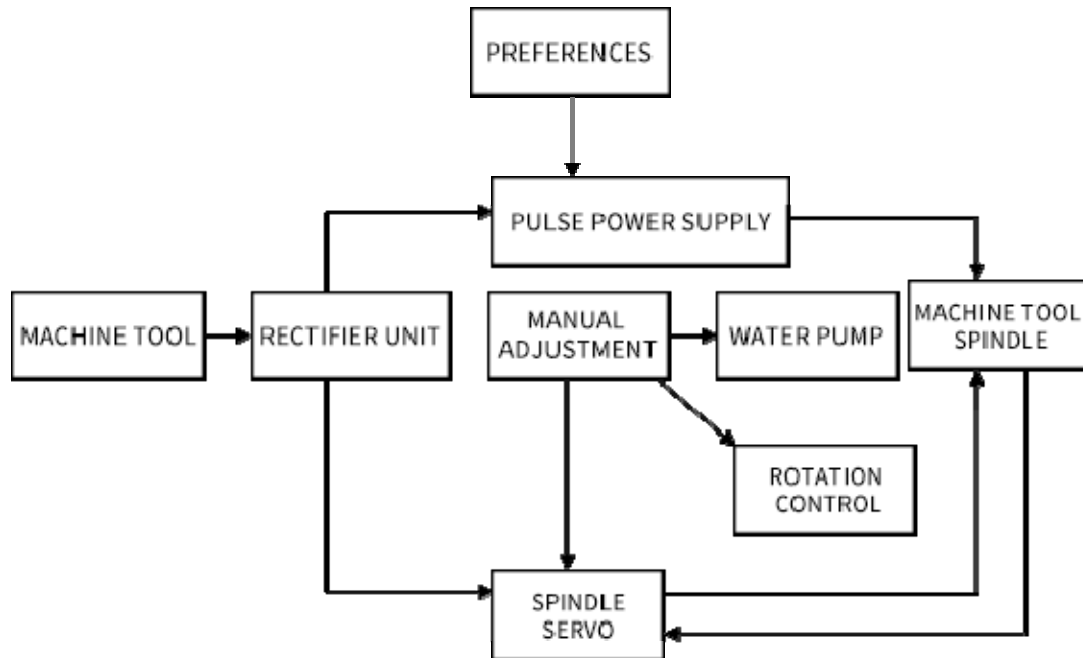 PREFERENCES
PULSE POWER SUPPLY
MACHINE TOOL
RECTIFIER UNIT
MANUAL
ADJUSTMENT
WATER PUMP
MACHINE TOOL
SPINDLE
ROTATION
CONTROL
SPINDLE
SERVO